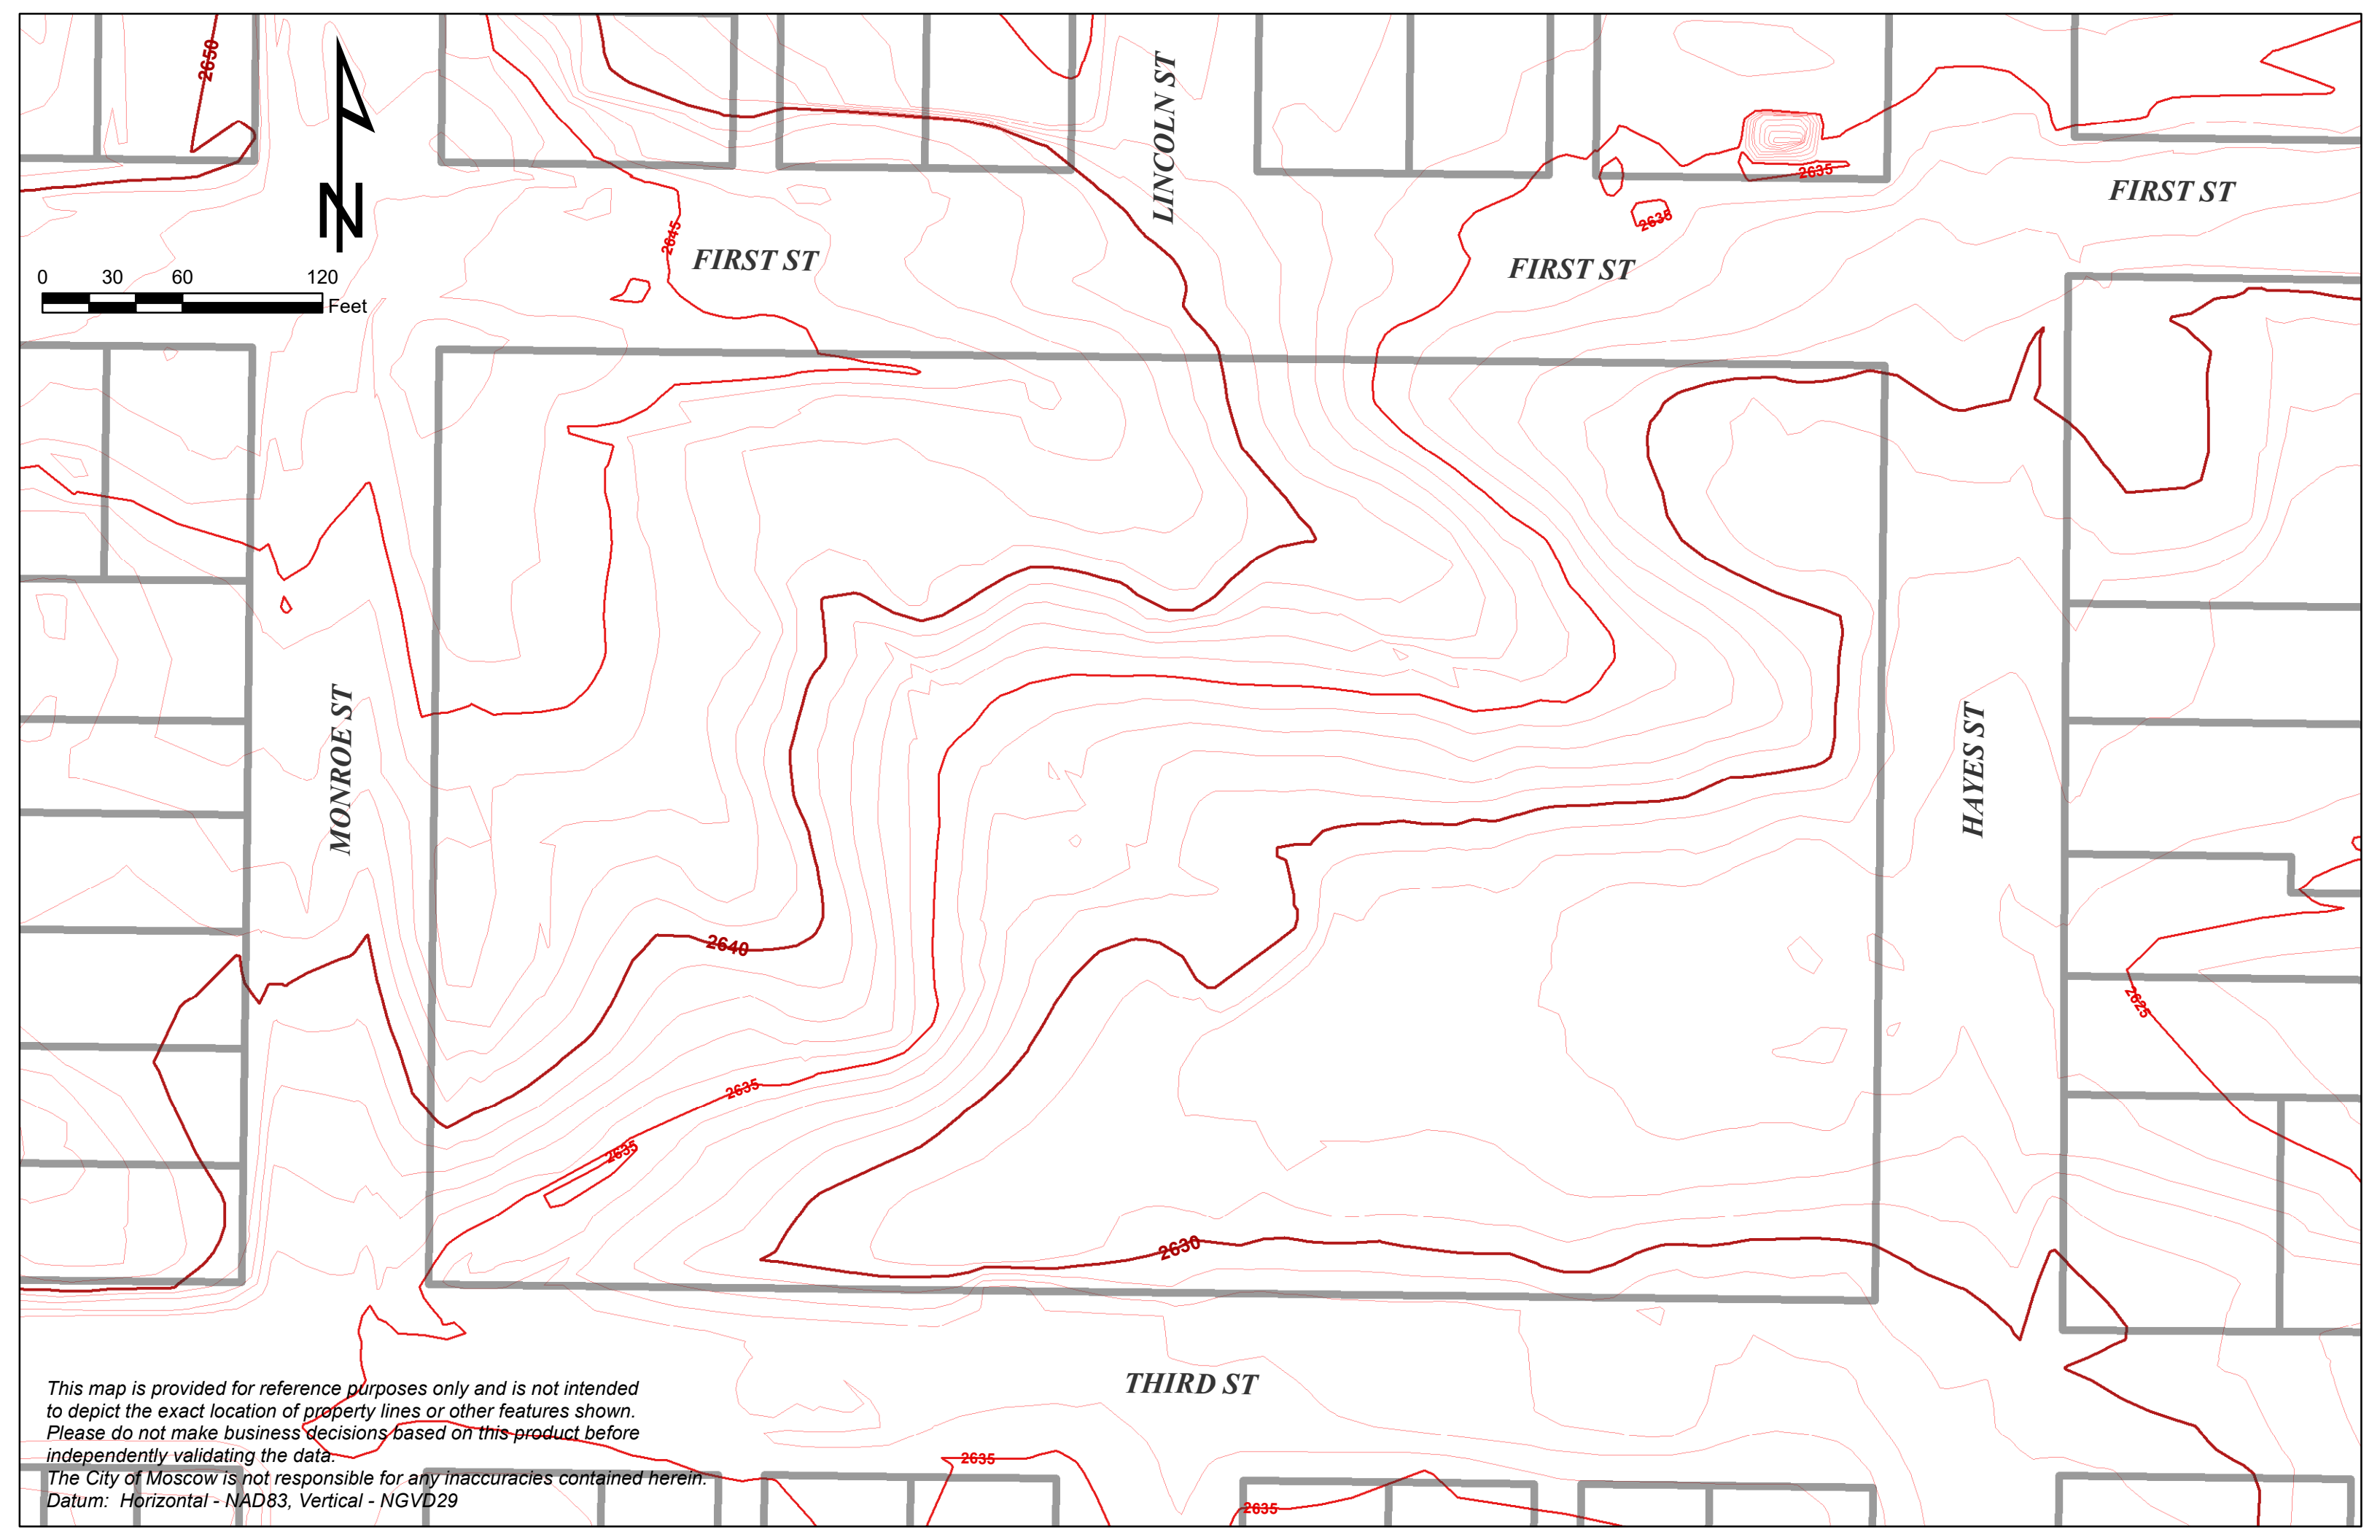 2650
LINCOLN ST
2635
FIRST ST
N
2635
2645
FIRST ST
FIRST ST
0 30 60 120
Feet
MONROE ST
HAYES ST
2640
2625
2635
2635
2630
THIRD ST
This map is provided for reference purposes only and is not intended
to depict the exact location of property lines or other features shown.
Please do not make business decisions based on this product before
independently validating the data.
The City of Moscow is not responsible for any inaccuracies contained herein.
Datum: Horizontal - NAD83, Vertical - NGVD29
2635
2635